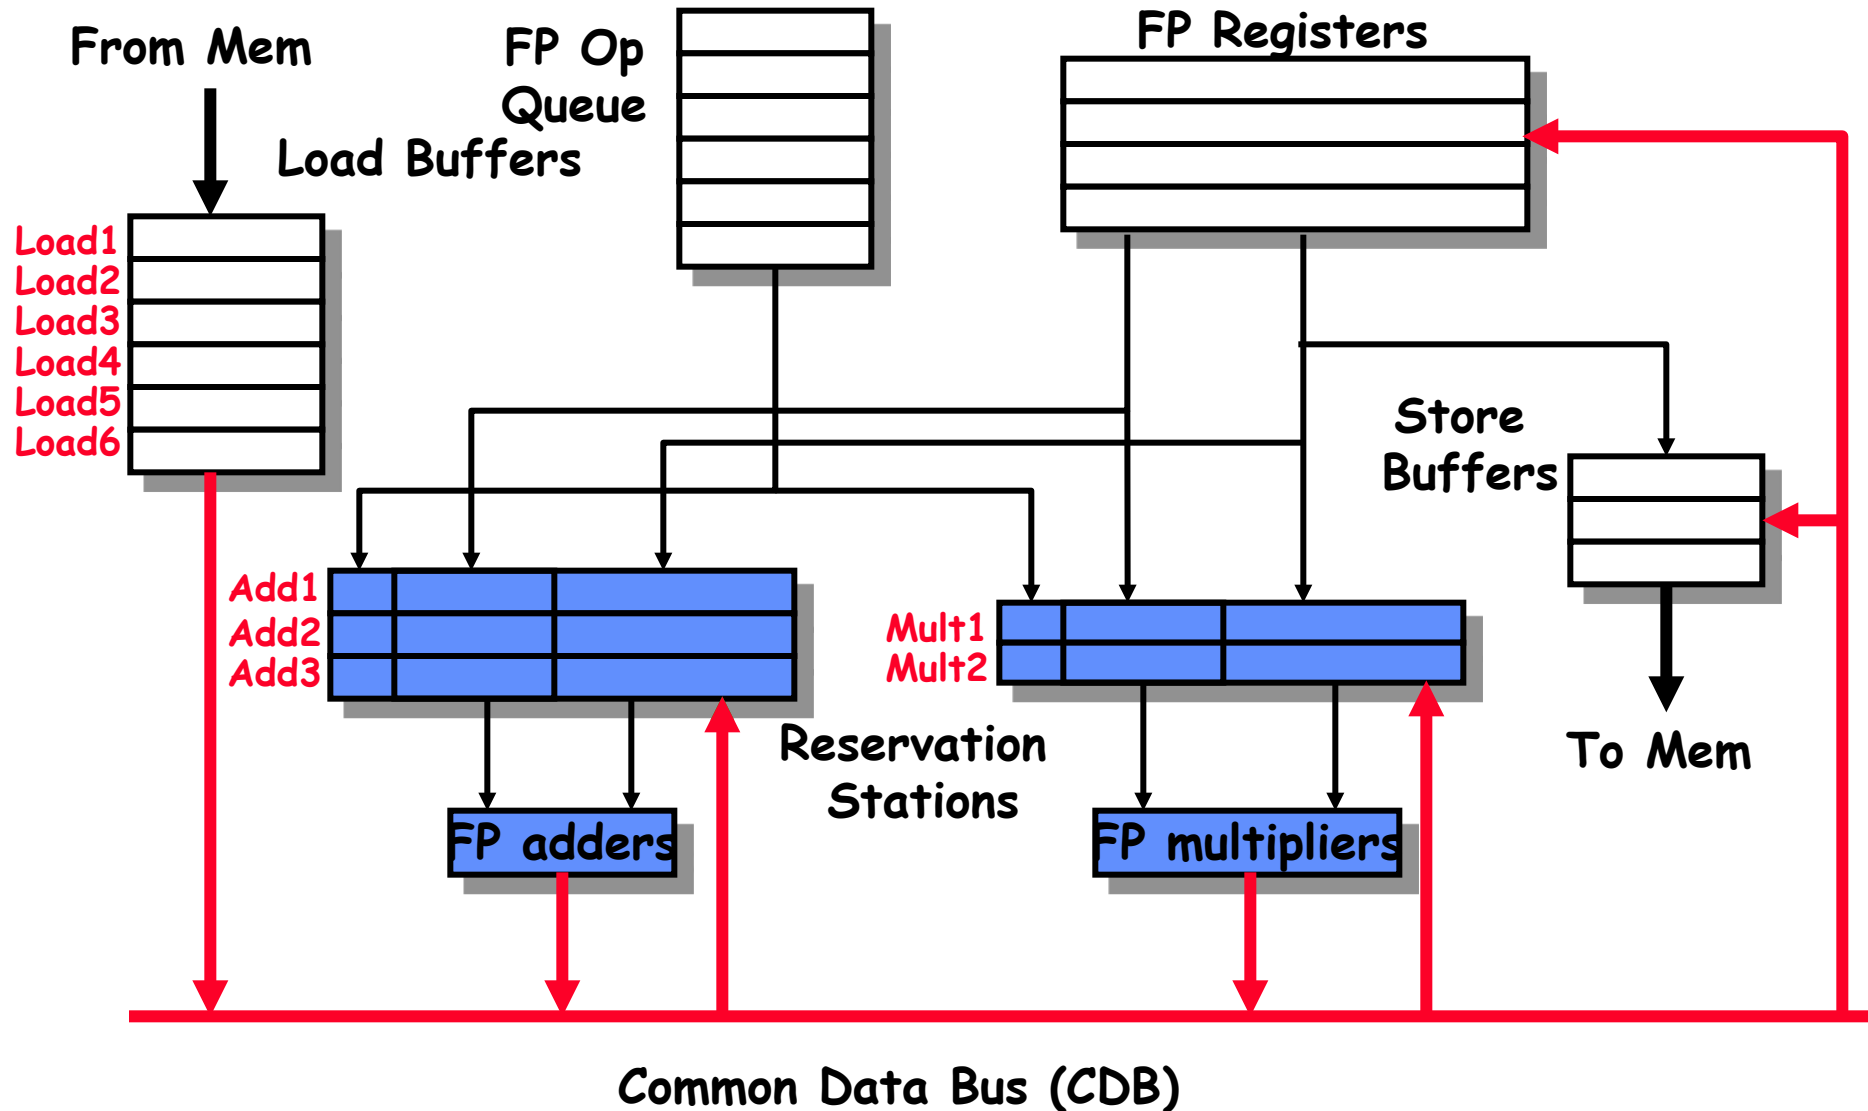 From Mem
FP Op
Queue
FP Registers
Load Buffers
Load1
Load2
Load3
Load4
Load5
Load6
Store
Buffers
Add1
Add2
Add3
Mult1
Mult2
Reservation
Stations
To Mem
FP adders
FP multipliers
Common Data Bus (CDB)